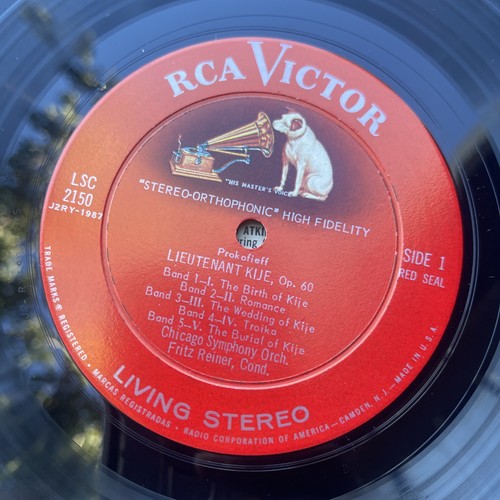 RCA VICTOR
"HIS MASTER'S VOICE"
"STEREO-ORTHOPHONIC" HIGH FIDELITY
LSC
2150
J2RY-1987
SIDE 1
RED SEAL
Prokofieff
LIEUTENANT KIJE, Op. 60
Band 1–I. The Birth of Kije
Band 2–II. Romance
Band 3–III. The Wedding of Kije
Band 4–IV. Troika
Band 5–V. The Burial of Kije
Chicago Symphony Orch.
Fritz Reiner, Cond.
LIVING STEREO
TRADE MARKS ® REGISTERED. • MARCAS REGISTRADAS • RADIO CORPORATION OF AMERICA—CAMDEN, N.J.—MADE IN U.S.A.